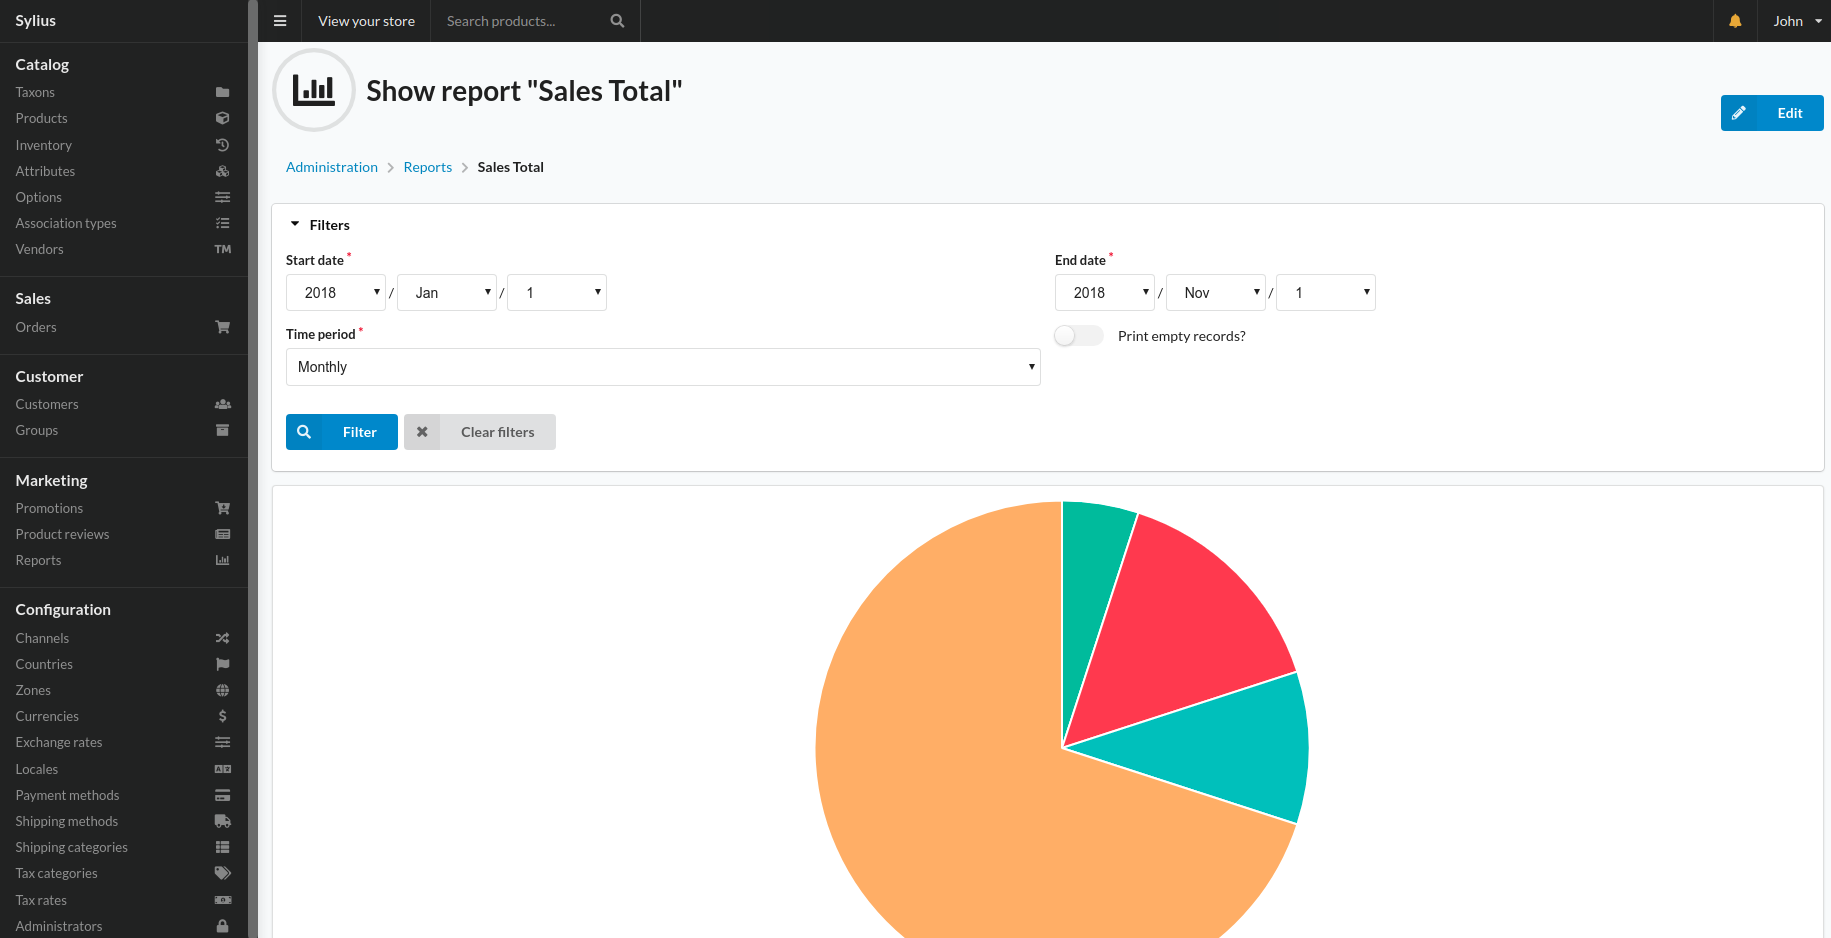 Sylius
View your store
Search products...
John
Catalog
Taxons
Products
Inventory
Attributes
Options
Association types
Vendors
TM
Sales
Orders
Customer
Customers
Groups
Marketing
Promotions
Product reviews
Reports
Configuration
Channels
Countries
Zones
Currencies
$
Exchange rates
Locales
Payment methods
Shipping methods
Shipping categories
Tax categories
Tax rates
Administrators
Show report "Sales Total"
Edit
Administration > Reports > Sales Total
Filters
Start date *
2018 / Jan / 1
End date *
2018 / Nov / 1
Time period *
Monthly
Print empty records?
Filter
Clear filters